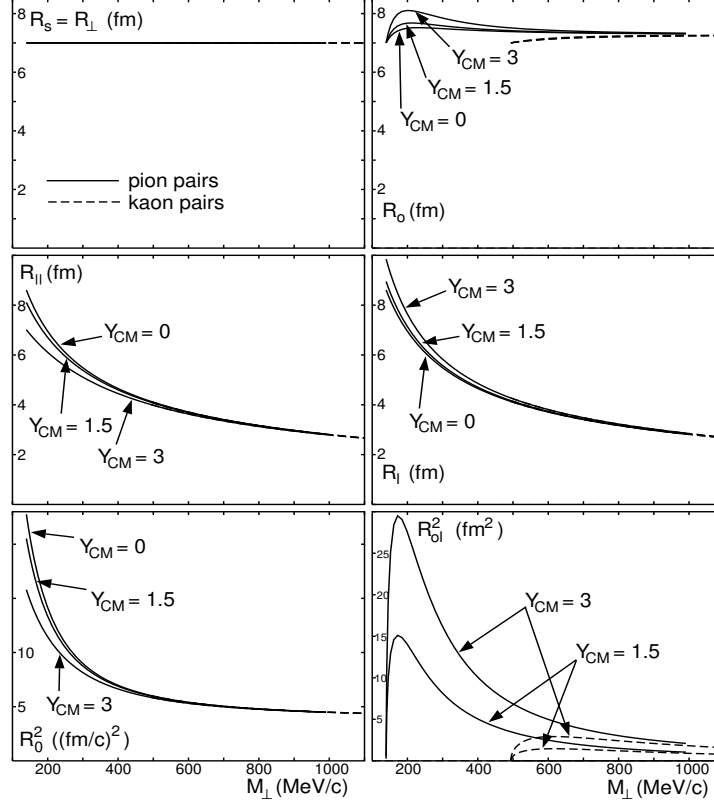 R_s = R_⊥ (fm)
8
6
4
2
pion pairs
kaon pairs
8
6
4
2
Y_CM = 3
Y_CM = 1.5
Y_CM = 0
R_o (fm)
R_|| (fm)
8
6
4
2
Y_CM = 0
Y_CM = 1.5
Y_CM = 3
8
6
4
2
Y_CM = 3
Y_CM = 1.5
Y_CM = 0
R_l (fm)
Y_CM = 0
Y_CM = 1.5
10
5
Y_CM = 3
R_0^2 ((fm/c)^2)
200 400 600 800 1000
M_⊥ (MeV/c)
R_ol^2 (fm^2)
25
20
15
10
5
Y_CM = 3
Y_CM = 1.5
200 400 600 800 1000
M_⊥ (MeV/c)